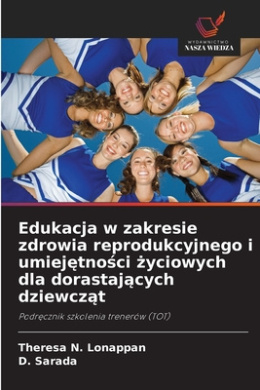 WYDAWNICTWO
NASZA WIEDZA
Edukacja w zakresie
zdrowia reprodukcyjnego i
umiejętności życiowych
dla dorastających
dziewcząt
Podręcznik szkolenia trenerów (TOT)
Theresa N. Lonappan
D. Sarada